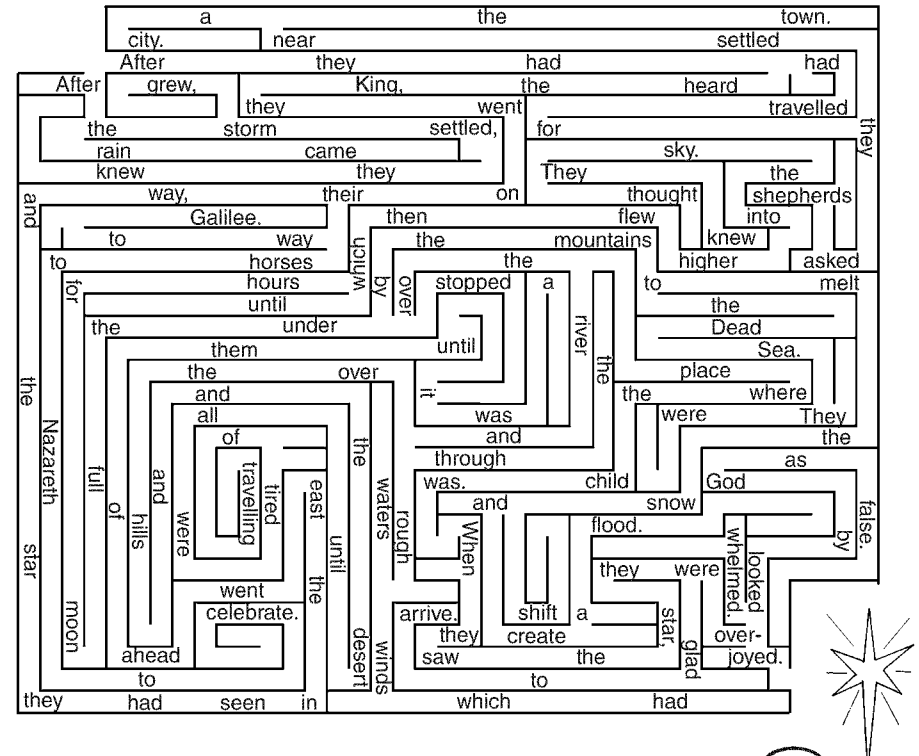 a the town.
city. near settled
After they had had
After grew, King, the heard
they went travelled
the storm settled, for they
rain came sky.
knew they They the
and way, their on thought shepherds
Galilee. then flew into
to way which the mountains knew
to horses by over the higher asked
for hours stopped a to melt
until the
the under river Dead
them until Sea.
the the over it the place
and the where
all was were They
Nazareth of the and the
full and travelling tired through as
of hills were east waters rough was. child God
and snow false.
star until When flood. whelmed. looked by
went the they were
moon celebrate. arrive. shift a star,
they create glad over-
ahead desert winds saw the joyed.
to to
they had seen in which had